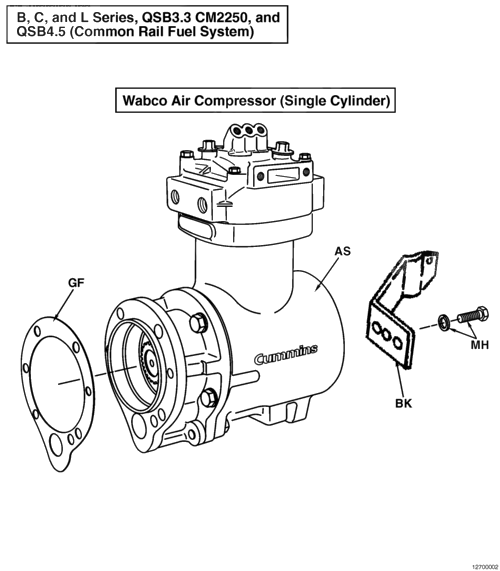 B, C, and L Series, QSB3.3 CM2250, and
QSB4.5 (Common Rail Fuel System)
Wabco Air Compressor (Single Cylinder)
AS
GF
Cummins
MH
BK
12700002